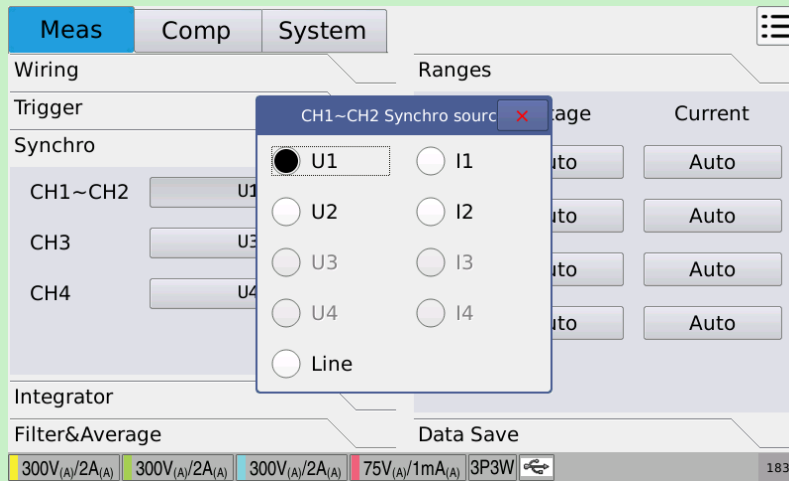 Meas Comp System
Wiring
Ranges
Trigger
CH1~CH2 Synchro sourc ×
tage Current
Synchro
U1 I1
uto Auto
CH1~CH2 U1
U2 I2
uto Auto
CH3 U3
U3 I3
uto Auto
CH4 U4
U4 I4
uto Auto
Line
Integrator
Filter&Average
Data Save
300V(A)/2A(A) 300V(A)/2A(A) 300V(A)/2A(A) 75V(A)/1mA(A) 3P3W 183